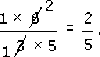 1 × 6̸ 2
1 3̸ × 5 = 2/5.